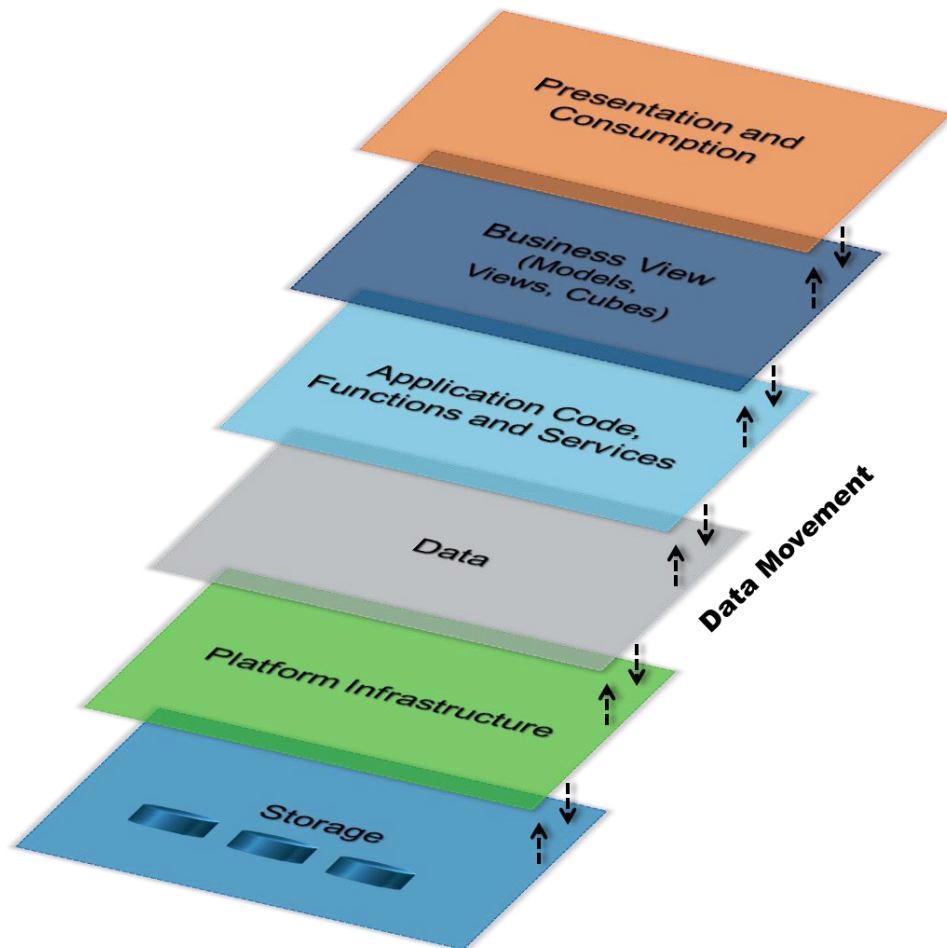 Presentation and
Consumption
Business View
(Models,
Views, Cubes)
Application Code,
Functions and Services
Data
Data Movement
Platform Infrastructure
Storage